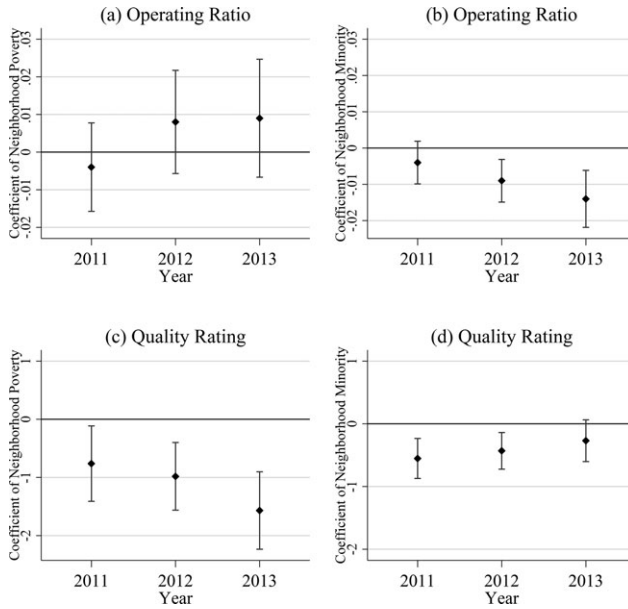 (a) Operating Ratio
Coefficient of Neighborhood Poverty
.03
.02
.01
0
-.01
-.02
2011 2012 2013
Year
(b) Operating Ratio
Coefficient of Neighborhood Minority
.03
.02
.01
0
-.01
-.02
2011 2012 2013
Year
(c) Quality Rating
Coefficient of Neighborhood Poverty
1
0
-1
-2
2011 2012 2013
Year
(d) Quality Rating
Coefficient of Neighborhood Minority
1
0
-1
-2
2011 2012 2013
Year